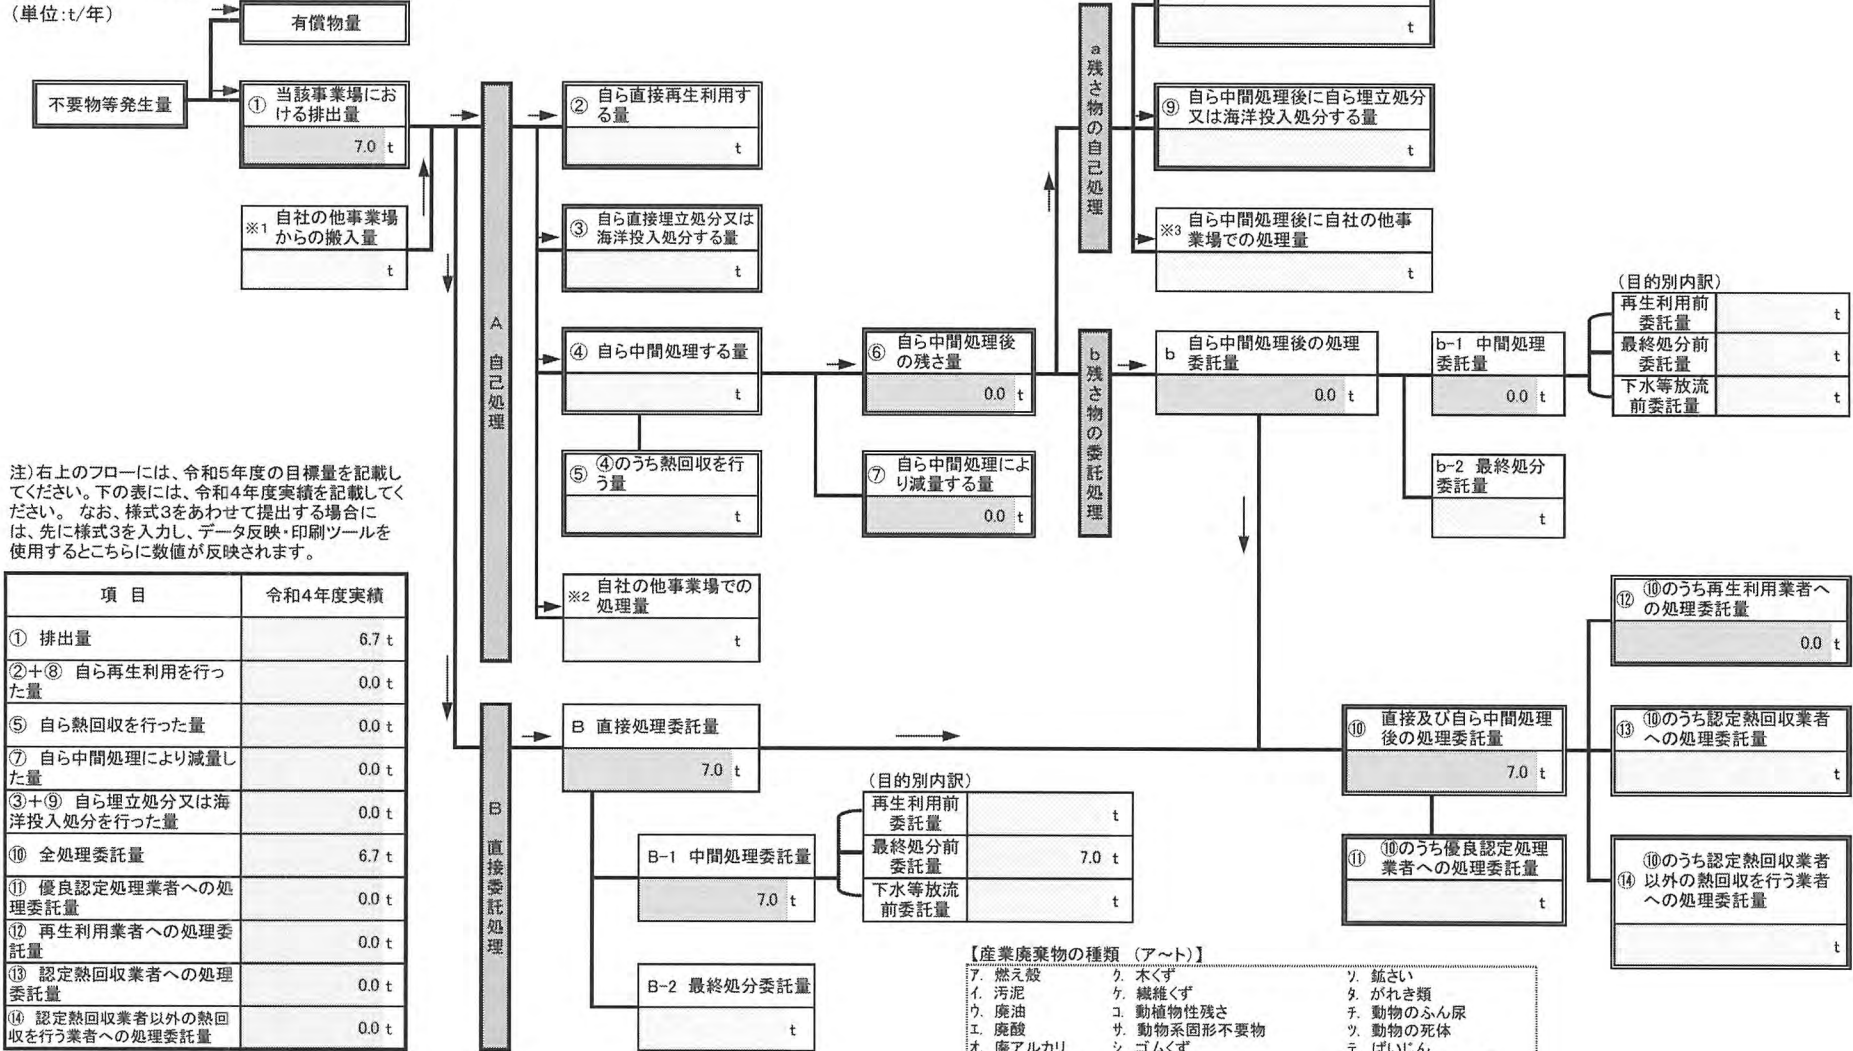 (単位:t/年)
有償物量
不要物等発生量
① 当該事業場にお
ける排出量
7.0 t
※1 自社の他事業場
からの搬入量
t
A 自己処理
② 自ら直接再生利用す
る量
t
③ 自ら直接埋立処分又は
海洋投入処分する量
t
④ 自ら中間処理する量
t
⑤ ④のうち熱回収を行
う量
t
※2 自社の他事業場での
処理量
t
⑥ 自ら中間処理後
の残さ量
0.0 t
⑦ 自ら中間処理によ
り減量する量
0.0 t
a 残さ物の自己処理
t
⑨ 自ら中間処理後に自ら埋立処分
又は海洋投入処分する量
t
※3 自ら中間処理後に自社の他事
業場での処理量
t
b 残さ物の委託処理
b 自ら中間処理後の処理
委託量
0.0 t
b-1 中間処理
委託量
0.0 t
(目的別内訳)
再生利用前
委託量
t
最終処分前
委託量
t
下水等放流
前委託量
t
b-2 最終処分
委託量
t
注)右上のフローには、令和5年度の目標量を記載し
てください。下の表には、令和4年度実績を記載してく
ださい。 なお、様式3をあわせて提出する場合に
は、先に様式3を入力し、データ反映・印刷ツールを
使用するとこちらに数値が反映されます。
項 目 令和4年度実績
① 排出量 6.7 t
②+⑧ 自ら再生利用を行っ
た量 0.0 t
⑤ 自ら熱回収を行った量 0.0 t
⑦ 自ら中間処理により減量し
た量 0.0 t
③+⑨ 自ら埋立処分又は海
洋投入処分を行った量 0.0 t
⑩ 全処理委託量 6.7 t
⑪ 優良認定処理業者への処
理委託量 0.0 t
⑫ 再生利用業者への処理委
託量 0.0 t
⑬ 認定熱回収業者への処理
委託量 0.0 t
⑭ 認定熱回収業者以外の熱回
収を行う業者への処理委託量 0.0 t
B 直接委託処理
B 直接処理委託量
7.0 t
B-1 中間処理委託量
7.0 t
(目的別内訳)
再生利用前
委託量
t
最終処分前
委託量
7.0 t
下水等放流
前委託量
t
B-2 最終処分委託量
t
⑩ 直接及び自ら中間処理
後の処理委託量
7.0 t
⑪ ⑩のうち優良認定処理
業者への処理委託量
t
⑫ ⑩のうち再生利用業者へ
の処理委託量
0.0 t
⑬ ⑩のうち認定熱回収業者
への処理委託量
t
⑭ ⑩のうち認定熱回収業者
以外の熱回収を行う業者
への処理委託量
t
【産業廃棄物の種類 (ア~ト)】
ア. 燃え殻 ク. 木くず ソ. 鉱さい
イ. 汚泥 ケ. 繊維くず タ. がれき類
ウ. 廃油 コ. 動植物性残さ チ. 動物のふん尿
エ. 廃酸 サ. 動物系固形不要物 ツ. 動物の死体
オ. 廃アルカリ シ. ゴムくず テ. ばいじん